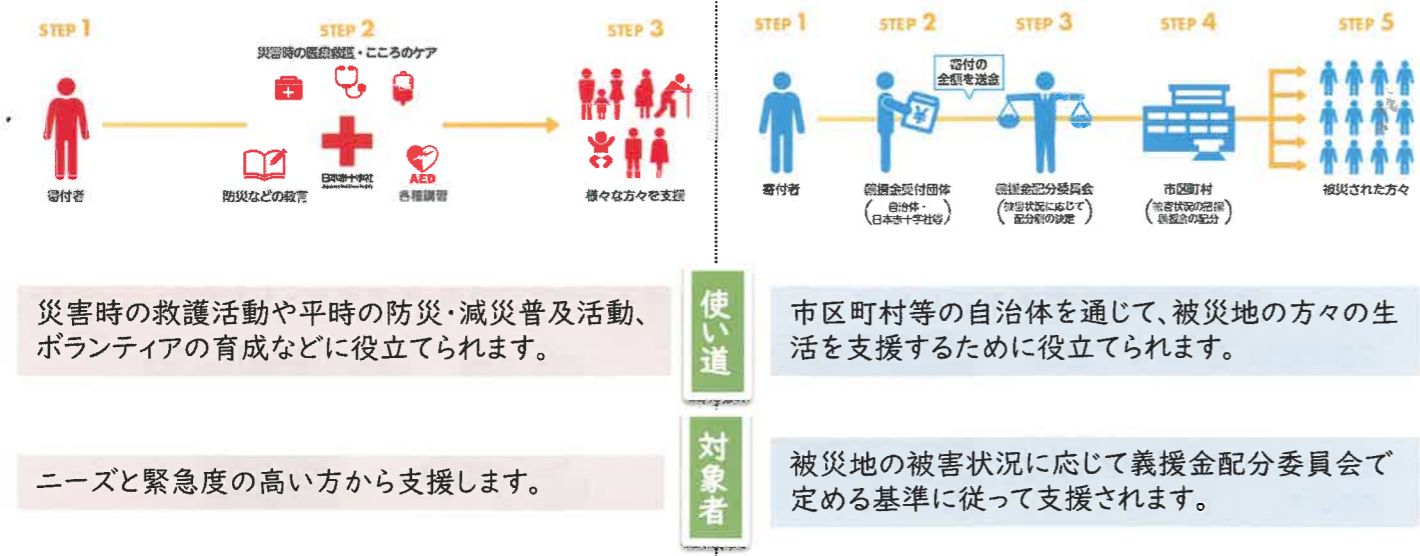 STEP 1
STEP 2
STEP 3
災害時の医療救護・こころのケア
寄付者
防災などの教育
日本赤十字社
AED
各種講習
様々な方々を支援
STEP 1
STEP 2
STEP 3
STEP 4
STEP 5
寄付の
全額を送金
¥
寄付者
義援金受付団体
(自治体・
日本赤十字社等)
義援金配分委員会
(被害状況に応じて
配分額の決定)
市区町村
(被害状況の把握
義援金の配分)
被災された方々
災害時の救護活動や平時の防災・減災普及活動、
ボランティアの育成などに役立てられます。
使い道
市区町村等の自治体を通じて、被災地の方々の生
活を支援するために役立てられます。
ニーズと緊急度の高い方から支援します。
対象者
被災地の被害状況に応じて義援金配分委員会で
定める基準に従って支援されます。